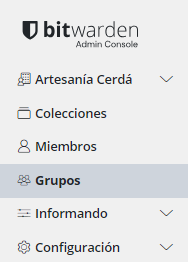 bitwarden
Admin Console
Artesanía Cerdá
Colecciones
Miembros
Grupos
Informando
Configuración